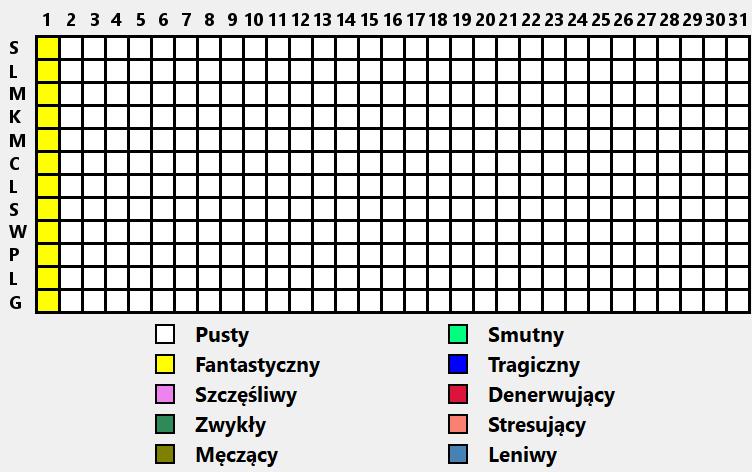 1 2 3 4 5 6 7 8 9 10 11 12 13 14 15 16 17 18 19 20 21 22 23 24 25 26 27 28 29 30 31
S
L
M
K
M
C
L
S
W
P
L
G
Pusty Smutny
Fantastyczny Tragiczny
Szczęśliwy Denerwujący
Zwykły Stresujący
Męczący Leniwy